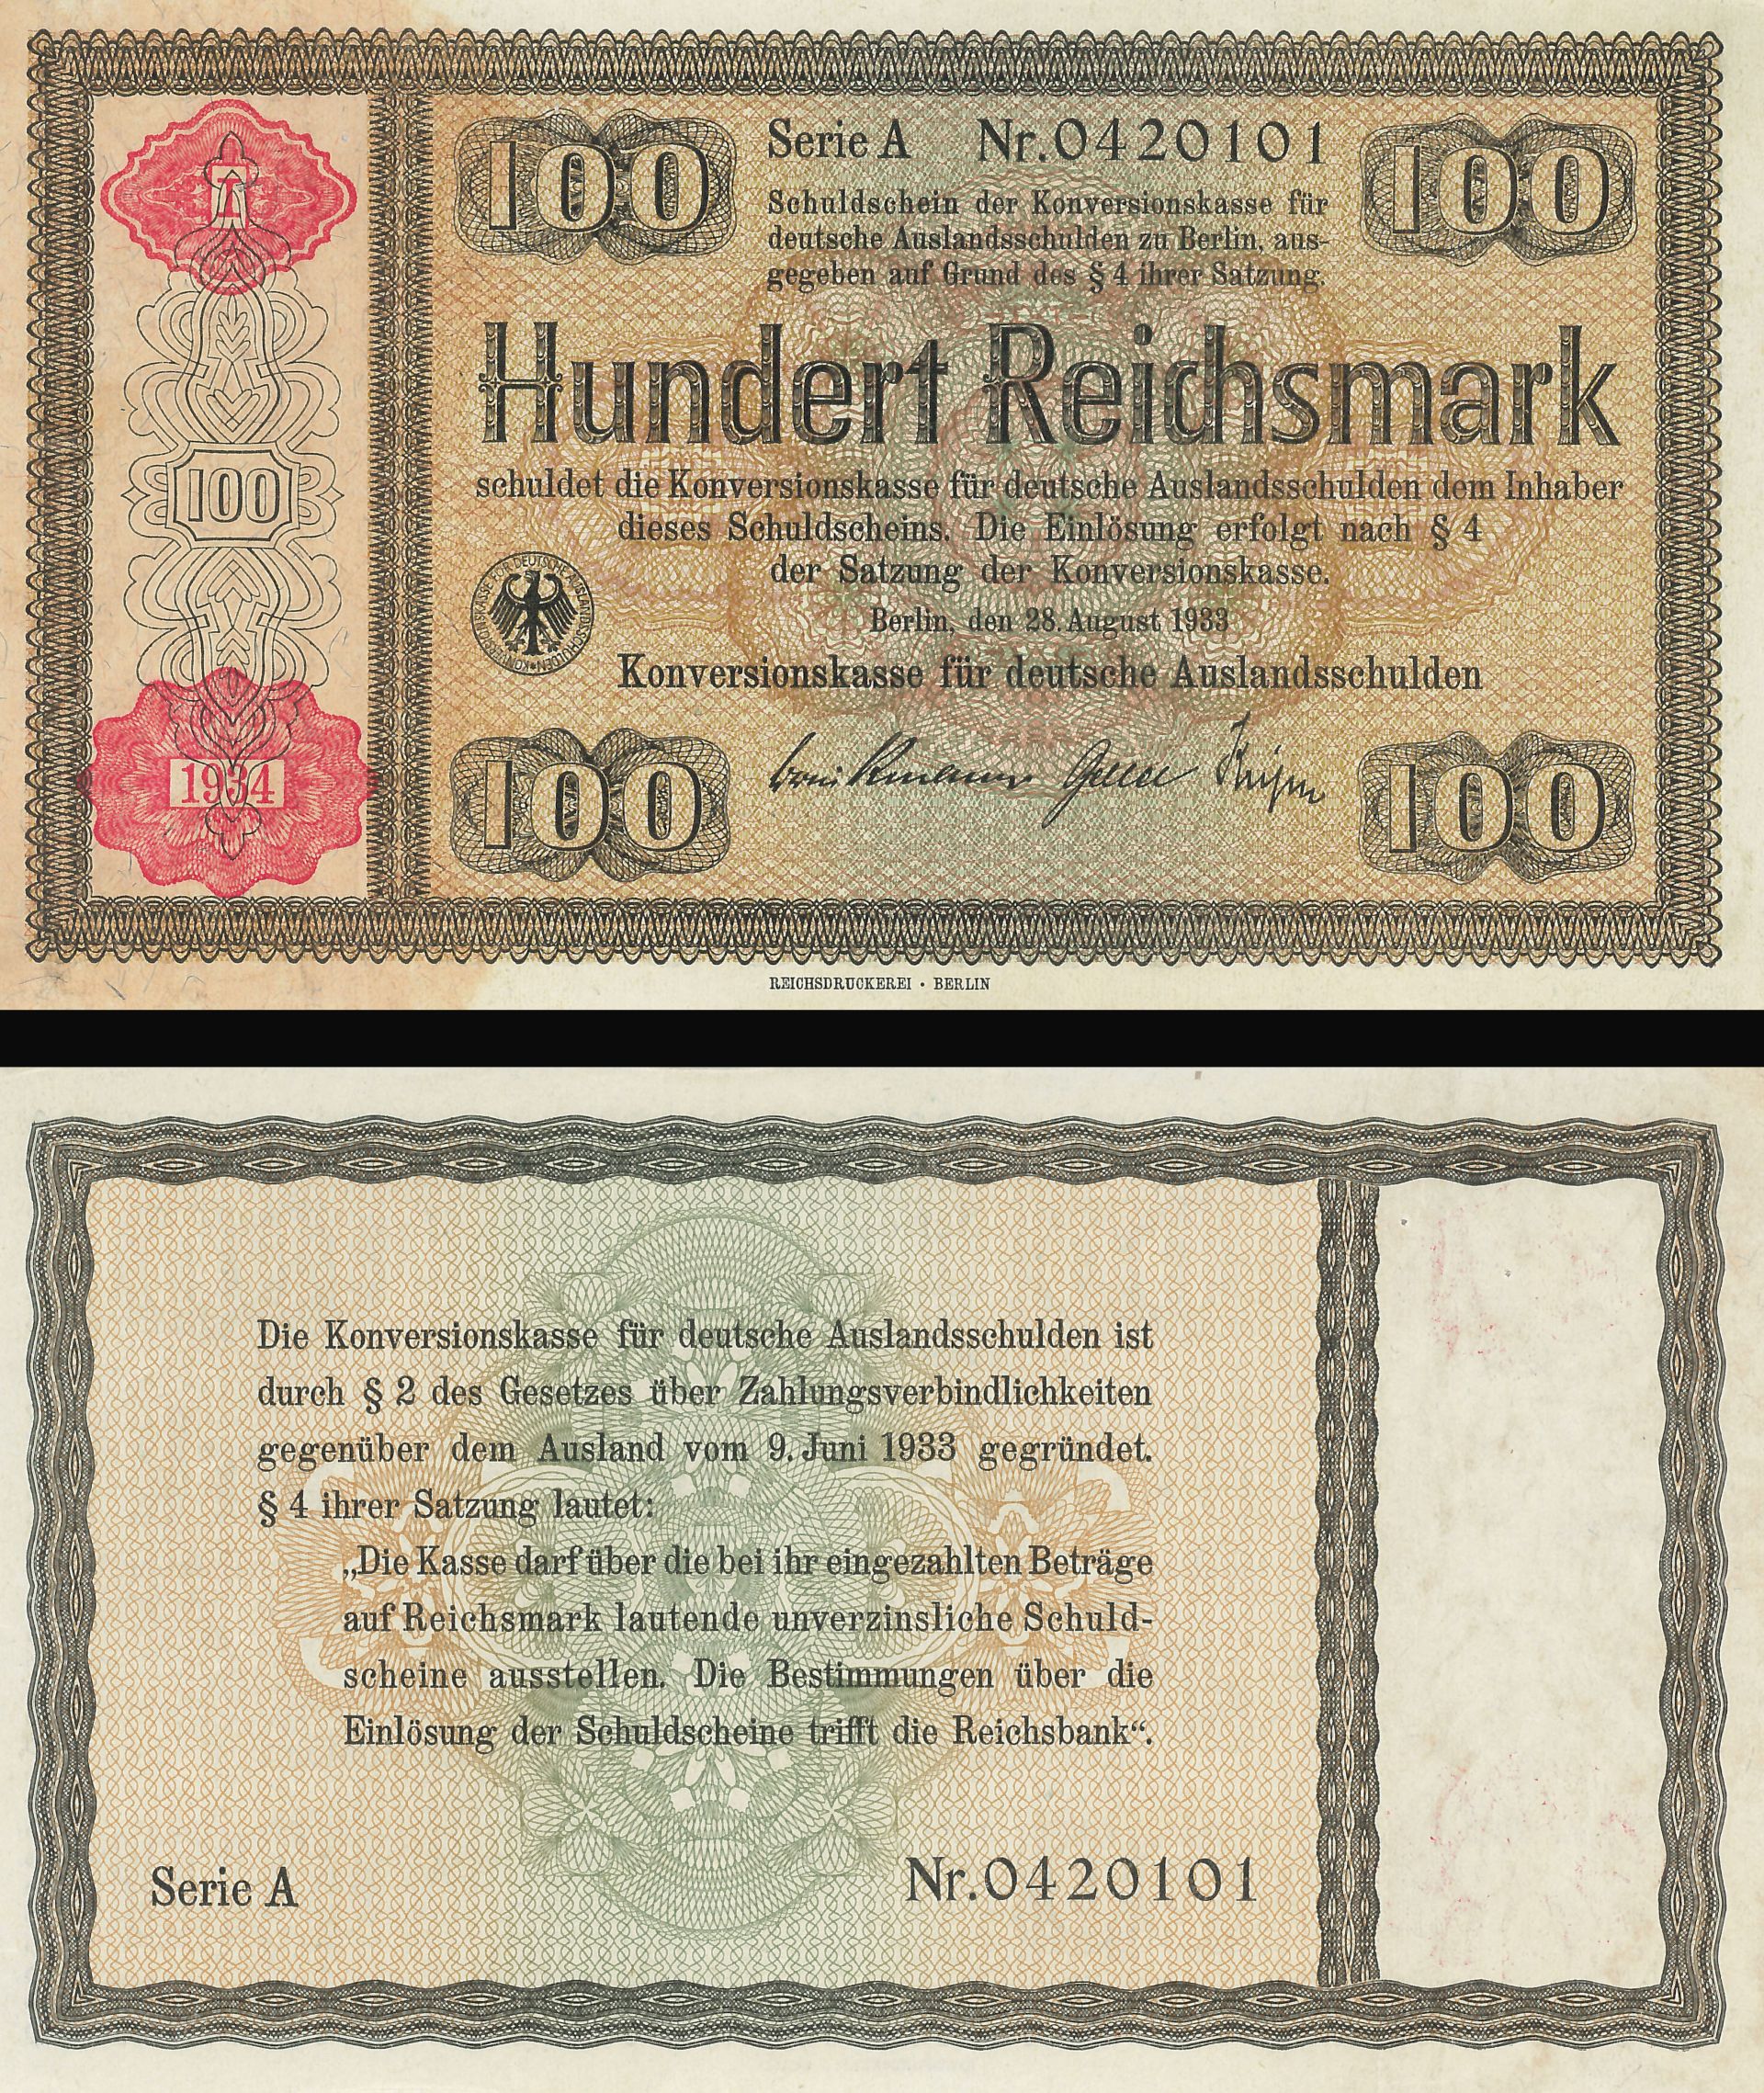 100
Serie A Nr.0420101
100
Schuldschein der Konversionskasse für
deutsche Auslandsschulden zu Berlin, aus-
gegeben auf Grund des § 4 ihrer Satzung.
I
Hundert Reichsmark
100
schuldet die Konversionskasse für deutsche Auslandsschulden dem Inhaber
dieses Schuldscheins. Die Einlösung erfolgt nach § 4
der Satzung der Konversionskasse.
KONVERSIONSKASSE FÜR DEUTSCHE AUSLANDSSCHULDEN
Berlin, den 28. August 1933
Konversionskasse für deutsche Auslandsschulden
1934
100
100
REICHSDRUCKEREI · BERLIN
Die Konversionskasse für deutsche Auslandsschulden ist
durch § 2 des Gesetzes über Zahlungsverbindlichkeiten
gegenüber dem Ausland vom 9. Juni 1933 gegründet.
§ 4 ihrer Satzung lautet:
„Die Kasse darf über die bei ihr eingezahlten Beträge
auf Reichsmark lautende unverzinsliche Schuld-
scheine ausstellen. Die Bestimmungen über die
Einlösung der Schuldscheine trifft die Reichsbank“.
Serie A Nr.0420101